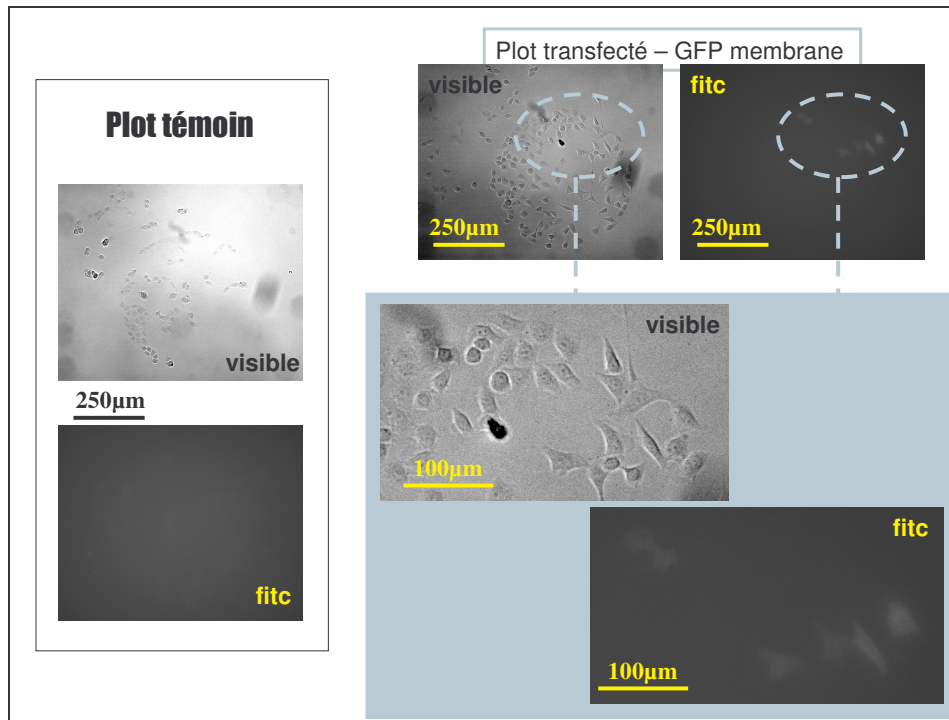 Plot témoin
visible
250µm
fitc
Plot transfecté – GFP membrane
visible
250µm
fitc
250µm
visible
100µm
fitc
100µm